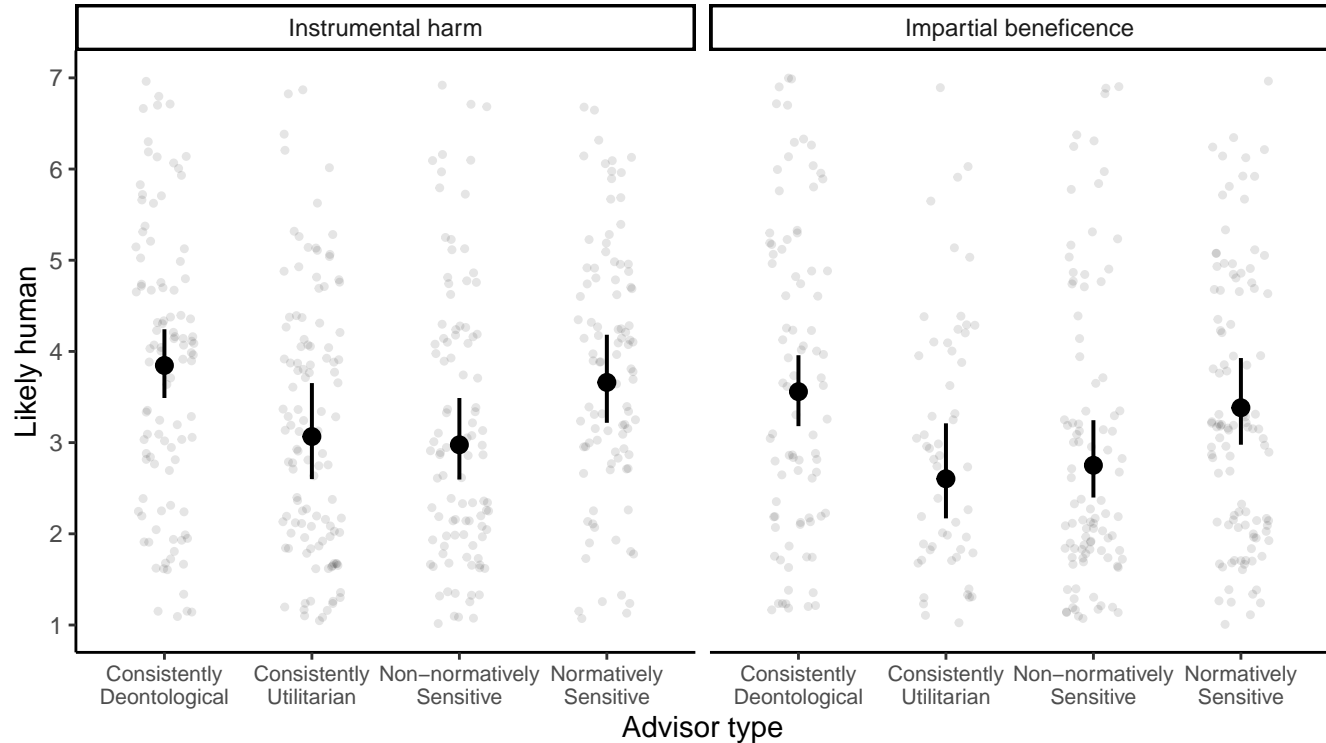 Instrumental harm
Impartial beneficence
Likely human
7
6
5
4
3
2
1
Consistently
Deontological
Consistently
Utilitarian
Non−normatively
Sensitive
Normatively
Sensitive
Consistently
Deontological
Consistently
Utilitarian
Non−normatively
Sensitive
Normatively
Sensitive
Advisor type